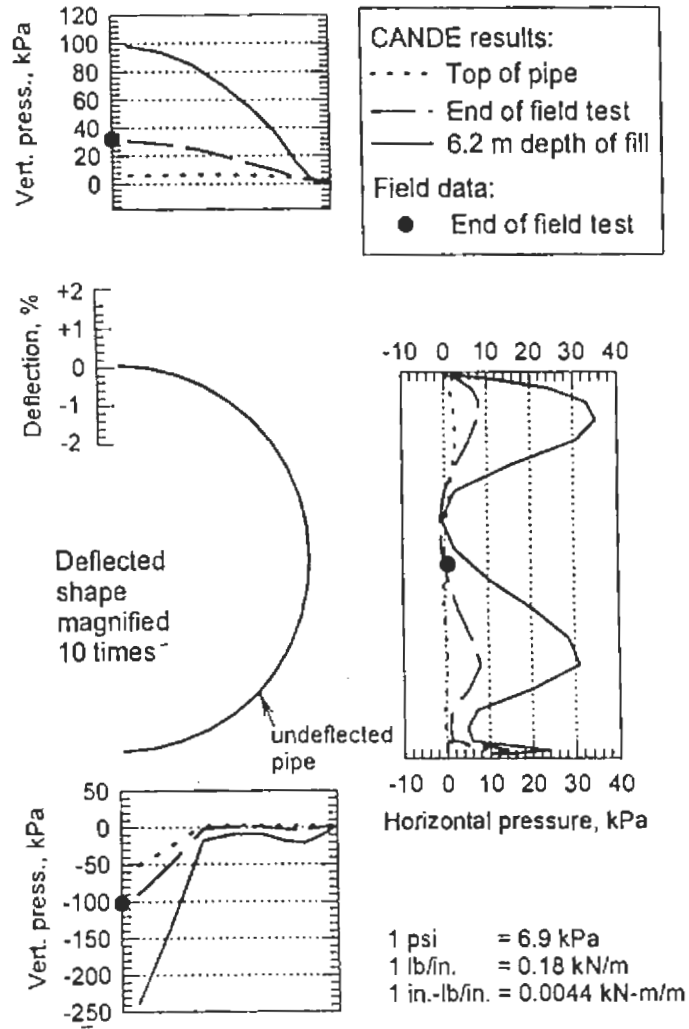 120
100
80
60
40
20
0
Vert. press., kPa
CANDE results:
Top of pipe
End of field test
6.2 m depth of fill
Field data:
End of field test
+2
+1
0
-1
-2
Deflection, %
Deflected
shape
magnified
10 times
undeflected
pipe
-10 0 10 20 30 40
-10 0 10 20 30 40
Horizontal pressure, kPa
50
0
-50
-100
-150
-200
-250
Vert. press., kPa
1 psi = 6.9 kPa
1 lb/in. = 0.18 kN/m
1 in.-lb/in. = 0.0044 kN-m/m